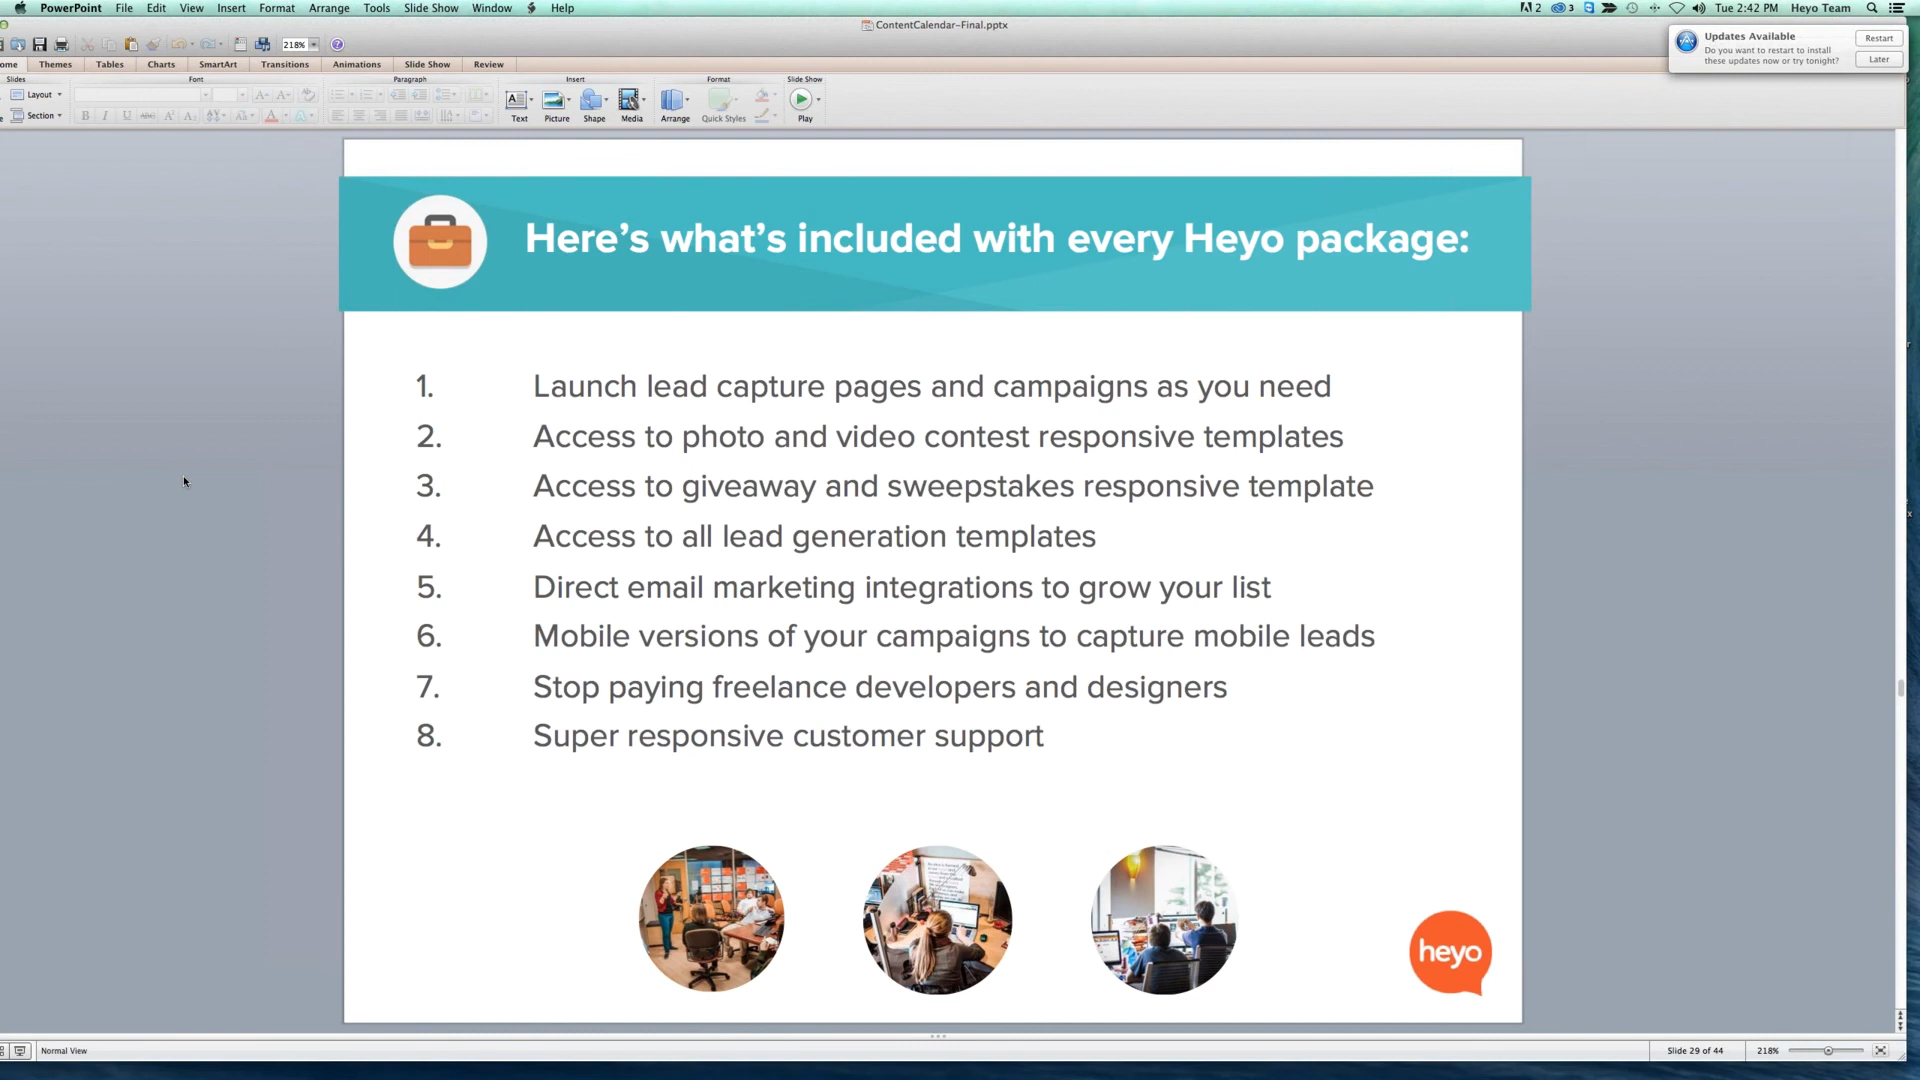 PowerPoint File Edit View Insert Format Arrange Tools Slide Show Window Help
2 3 Tue 2:42 PM Heyo Team
ContentCalendar-Final.pptx
218%
Updates Available
Do you want to restart to install
these updates now or try tonight?
Restart
Later
ome Themes Tables Charts SmartArt Transitions Animations Slide Show Review
Slides Font Paragraph Insert Format Slide Show
Layout
Section
Text Picture Shape Media Arrange Quick Styles Play
Here's what's included with every Heyo package:
1. Launch lead capture pages and campaigns as you need
2. Access to photo and video contest responsive templates
3. Access to giveaway and sweepstakes responsive template
4. Access to all lead generation templates
5. Direct email marketing integrations to grow your list
6. Mobile versions of your campaigns to capture mobile leads
7. Stop paying freelance developers and designers
8. Super responsive customer support
heyo
Normal View
Slide 29 of 44
218%